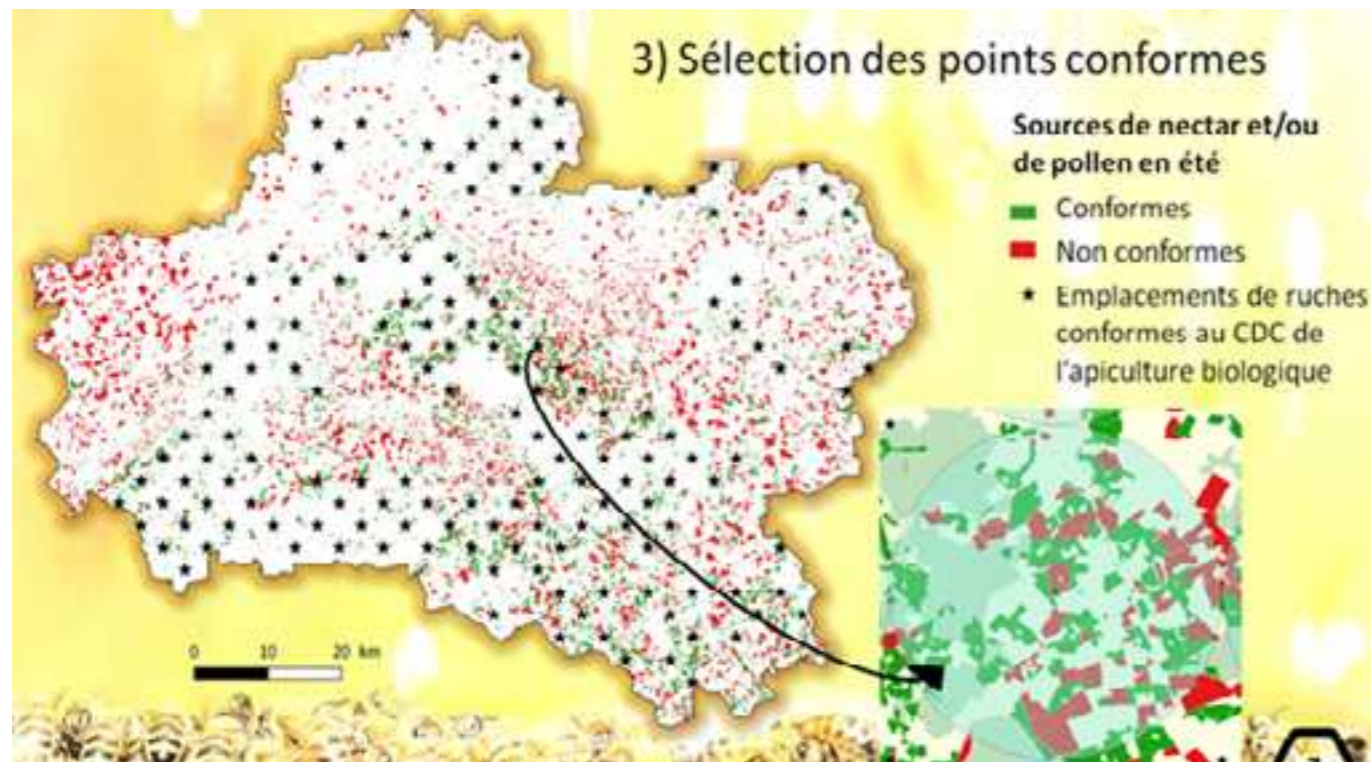 3) Sélection des points conformes
Sources de nectar et/ou
de pollen en été
Conformes
Non conformes
Emplacements de ruches
conformes au CDC de
l'apiculture biologique
0 10 20 km